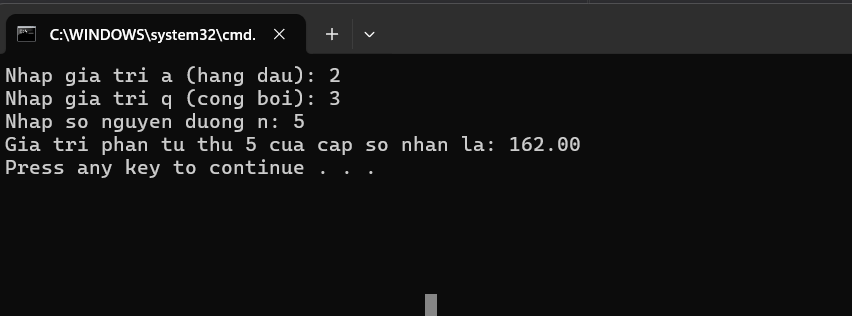 C:\WINDOWS\system32\cmd.
Nhap gia tri a (hang dau): 2
Nhap gia tri q (cong boi): 3
Nhap so nguyen duong n: 5
Gia tri phan tu thu 5 cua cap so nhan la: 162.00
Press any key to continue . . .